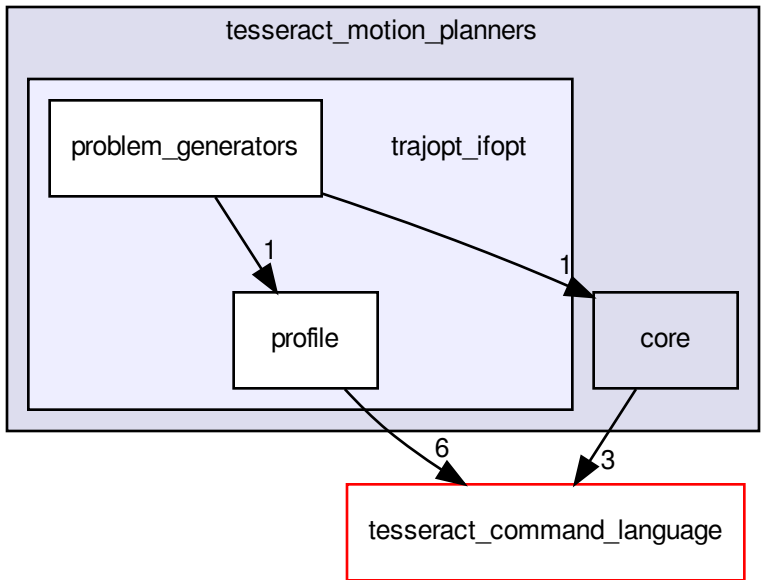 tesseract_motion_planners
problem_generators
trajopt_ifopt
1
1
profile
core
6
3
tesseract_command_language